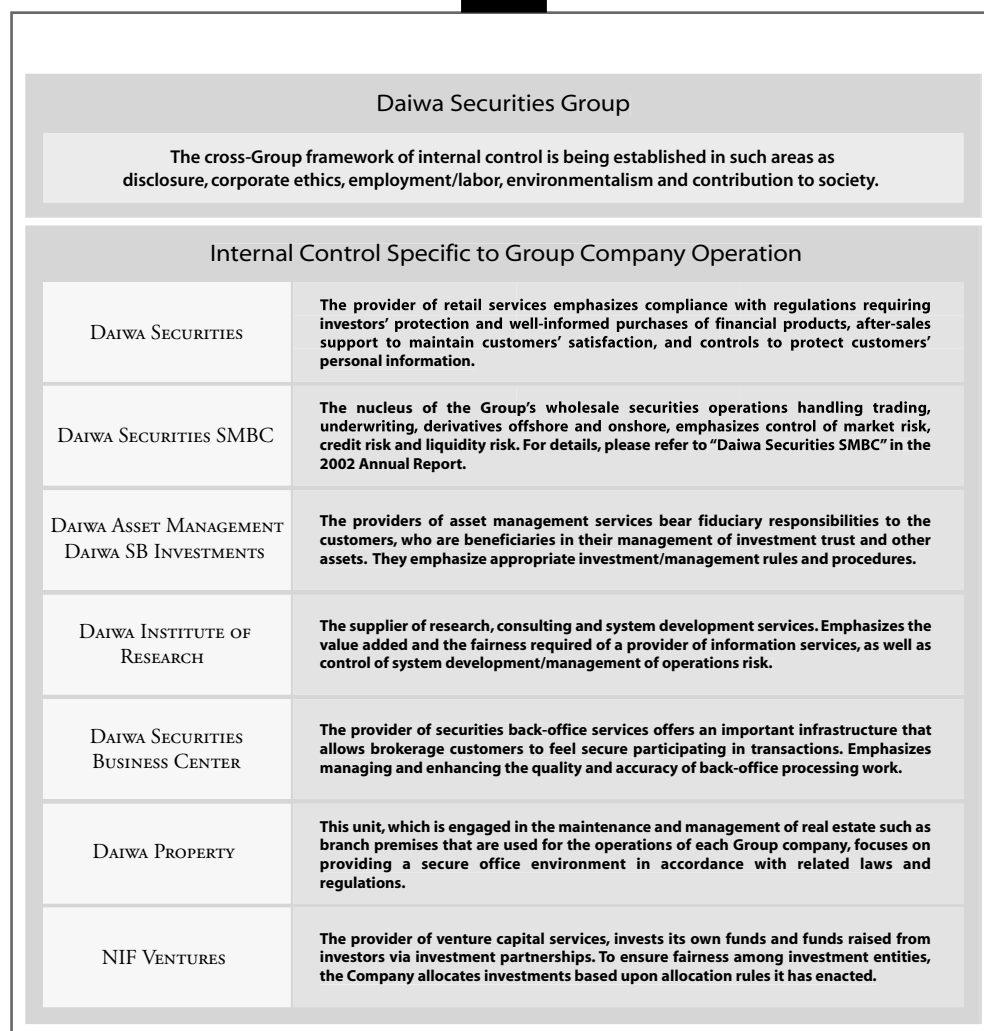 Daiwa Securities Group
The cross-Group framework of internal control is being established in such areas as
disclosure, corporate ethics, employment/labor, environmentalism and contribution to society.
Internal Control Specific to Group Company Operation
Daiwa Securities
The provider of retail services emphasizes compliance with regulations requiring
investors’ protection and well-informed purchases of financial products, after-sales
support to maintain customers’ satisfaction, and controls to protect customers’
personal information.
Daiwa Securities SMBC
The nucleus of the Group’s wholesale securities operations handling trading,
underwriting, derivatives offshore and onshore, emphasizes control of market risk,
credit risk and liquidity risk. For details, please refer to “Daiwa Securities SMBC” in the
2002 Annual Report.
Daiwa Asset Management
Daiwa SB Investments
The providers of asset management services bear fiduciary responsibilities to the
customers, who are beneficiaries in their management of investment trust and other
assets. They emphasize appropriate investment/management rules and procedures.
Daiwa Institute of
Research
The supplier of research, consulting and system development services. Emphasizes the
value added and the fairness required of a provider of information services, as well as
control of system development/management of operations risk.
Daiwa Securities
Business Center
The provider of securities back-office services offers an important infrastructure that
allows brokerage customers to feel secure participating in transactions. Emphasizes
managing and enhancing the quality and accuracy of back-office processing work.
Daiwa Property
This unit, which is engaged in the maintenance and management of real estate such as
branch premises that are used for the operations of each Group company, focuses on
providing a secure office environment in accordance with related laws and
regulations.
NIF Ventures
The provider of venture capital services, invests its own funds and funds raised from
investors via investment partnerships. To ensure fairness among investment entities,
the Company allocates investments based upon allocation rules it has enacted.